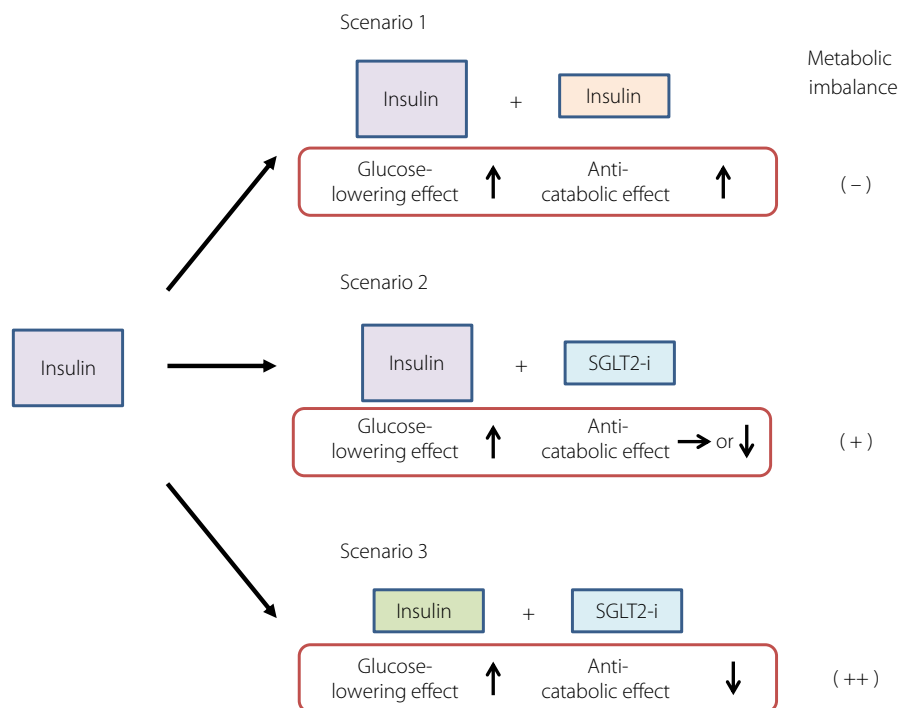 Scenario 1
Metabolic
imbalance
Insulin
+
Insulin
Glucose-
lowering effect
Anti-
catabolic effect
( – )
Scenario 2
Insulin
Insulin
+
SGLT2-i
Glucose-
lowering effect
Anti-
catabolic effect
or
( + )
Scenario 3
Insulin
+
SGLT2-i
Glucose-
lowering effect
Anti-
catabolic effect
( ++ )